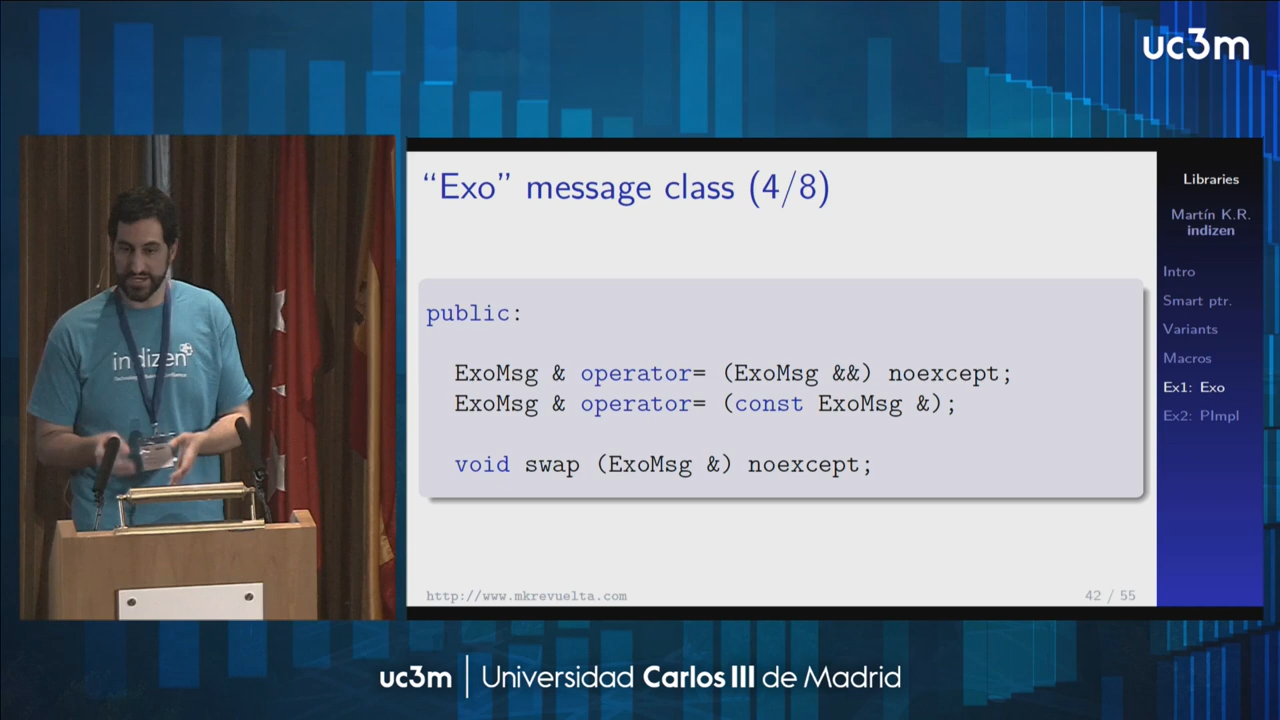 uc3m
"Exo" message class (4/8)
public:
ExoMsg & operator= (ExoMsg &&) noexcept;
ExoMsg & operator= (const ExoMsg &);
void swap (ExoMsg &) noexcept;
http://www.mkrevuelta.com
42 / 55
Libraries
Martín K.R.
indizen
Intro
Smart ptr.
Variants
Macros
Ex1: Exo
Ex2: PImpl
indizen
uc3m | Universidad Carlos III de Madrid